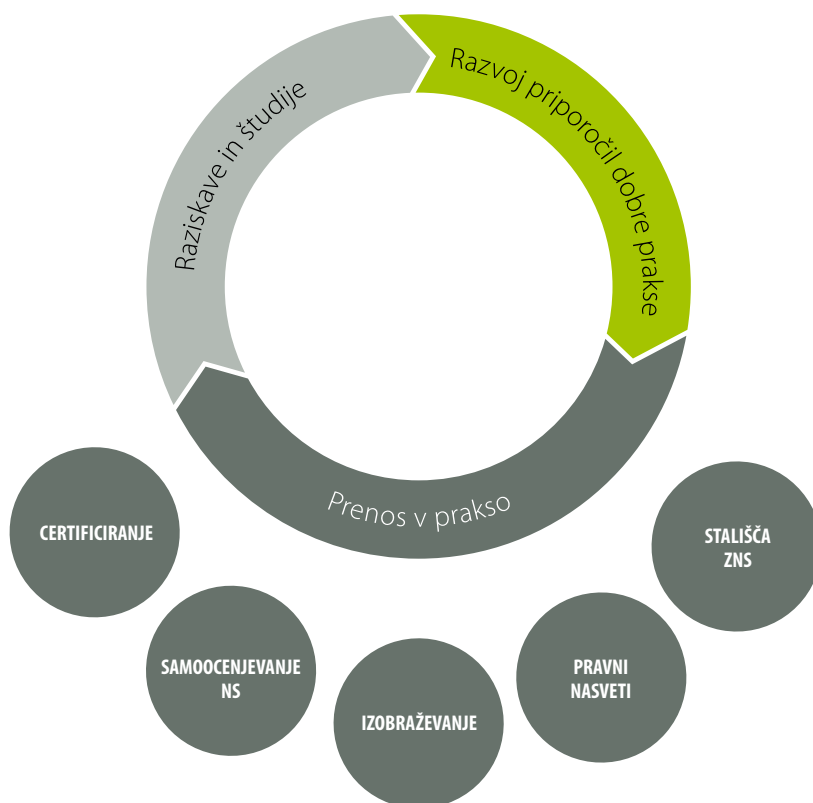 Raziskave in študije
Razvoj priporočil dobre prakse
Prenos v prakso
CERTIFICIRANJE
SAMOOCENJEVANJE
NS
IZOBRAŽEVANJE
PRAVNI
NASVETI
STALIŠČA
ZNS